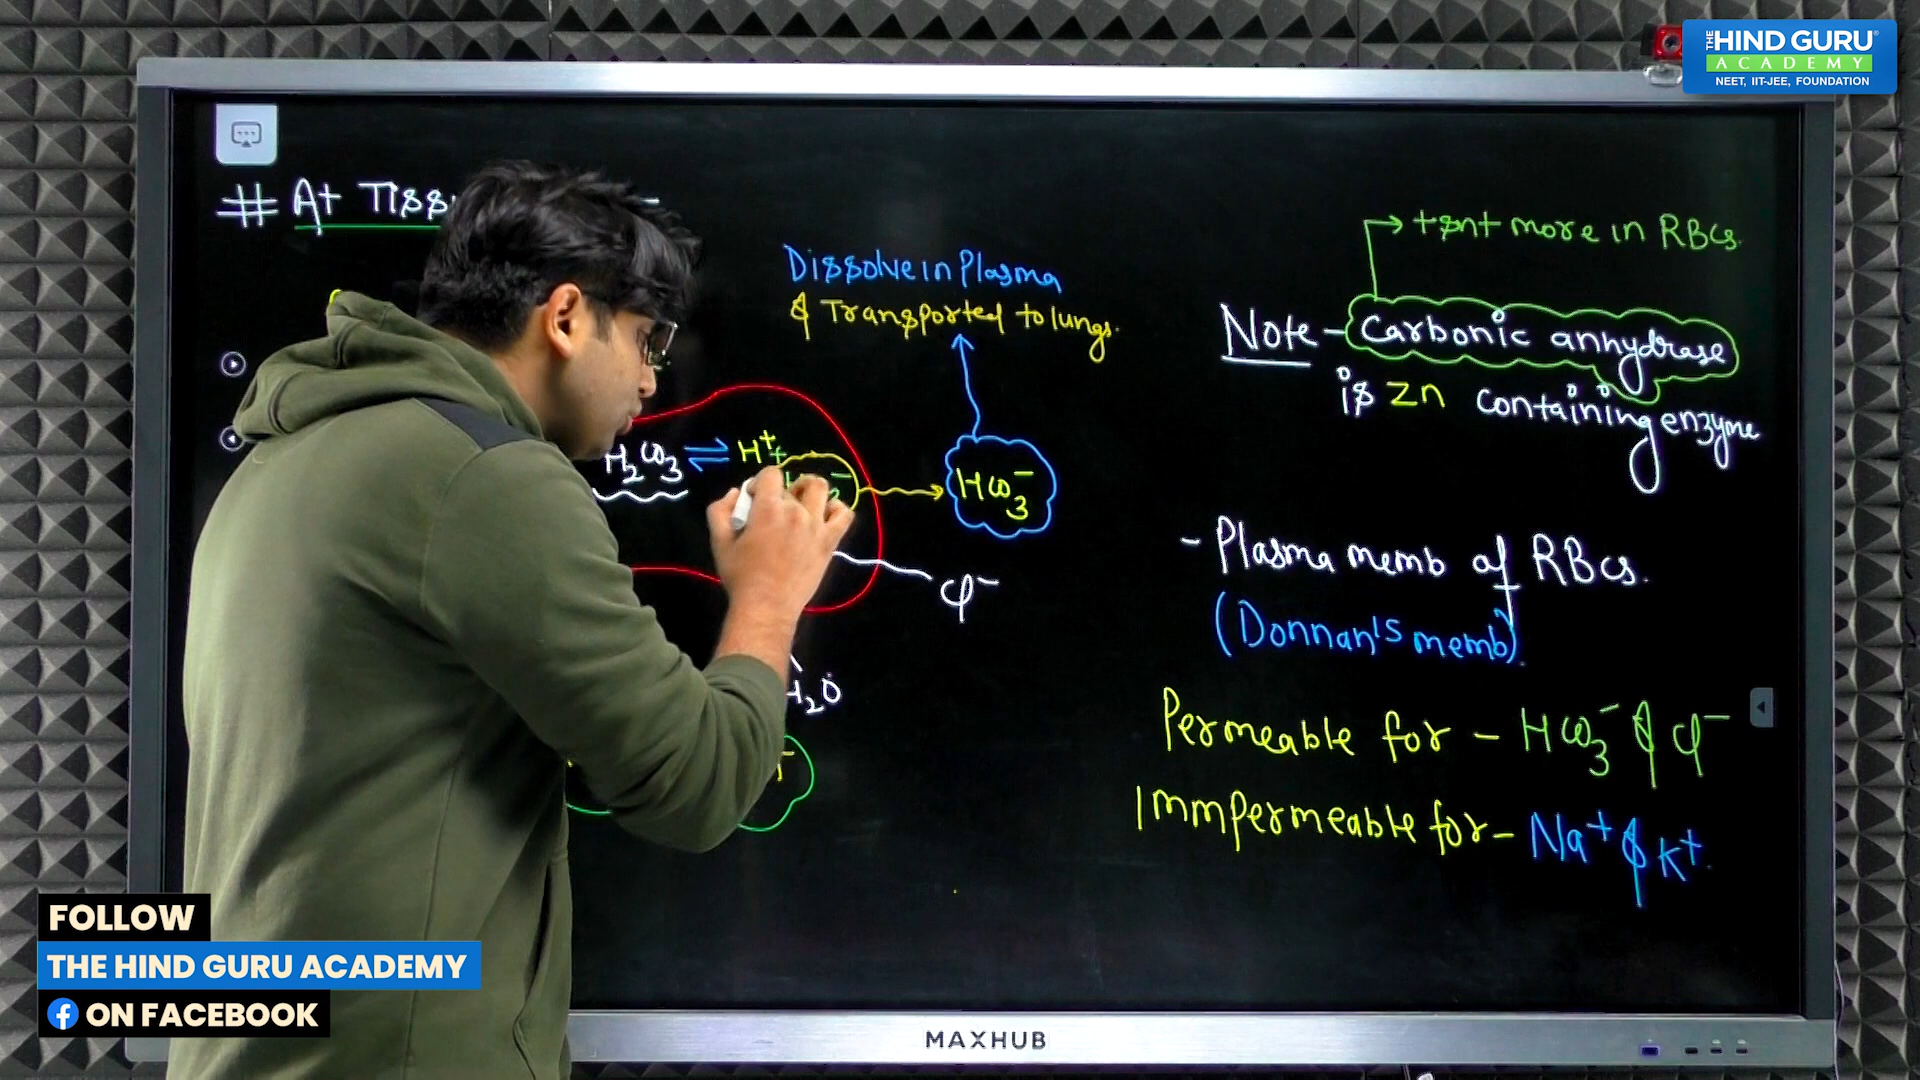 THE HIND GURU
ACADEMY
NEET, IIT-JEE, FOUNDATION
# At Tissu
Dissolve in Plasma
& Transported to lungs.
H2CO3 ⇌ H+ +
HCO3-
Cl-
H2O
more in RBCs
Note - Carbonic anhydrase
is Zn containing enzyme
- Plasma memb of RBCs.
(Donnan's memb).
Permeable for - HCO3- & Cl-
Immpermeable for - Na+ & K+.
FOLLOW
THE HIND GURU ACADEMY
ON FACEBOOK
MAXHUB